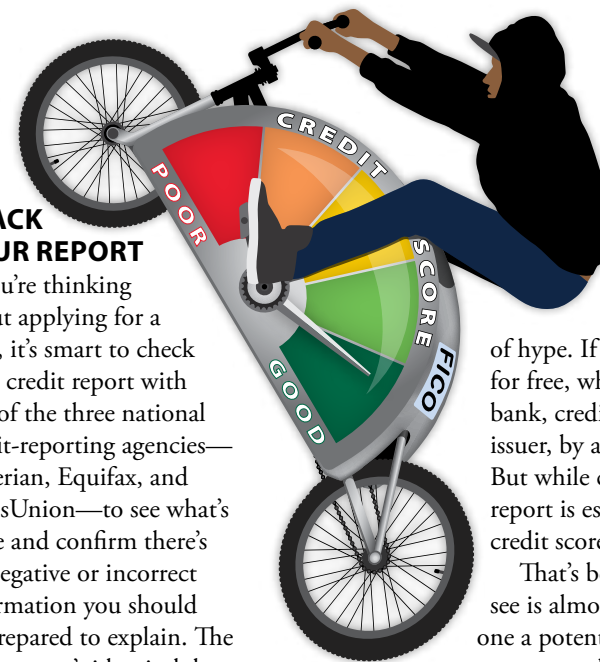 CREDIT
SCORE
POOR
GOOD
FICO
ACK
UR REPORT
u’re thinking
ut applying for a
, it’s smart to check
credit report with
of the three national
it-reporting agencies—
erian, Equifax, and
sUnion—to see what’s
e and confirm there’s
egative or incorrect
rmation you should
repared to explain. The
of hype. If
for free, wh
bank, credi
issuer, by a
But while c
report is es
credit score
That’s be
see is almo
one a potent